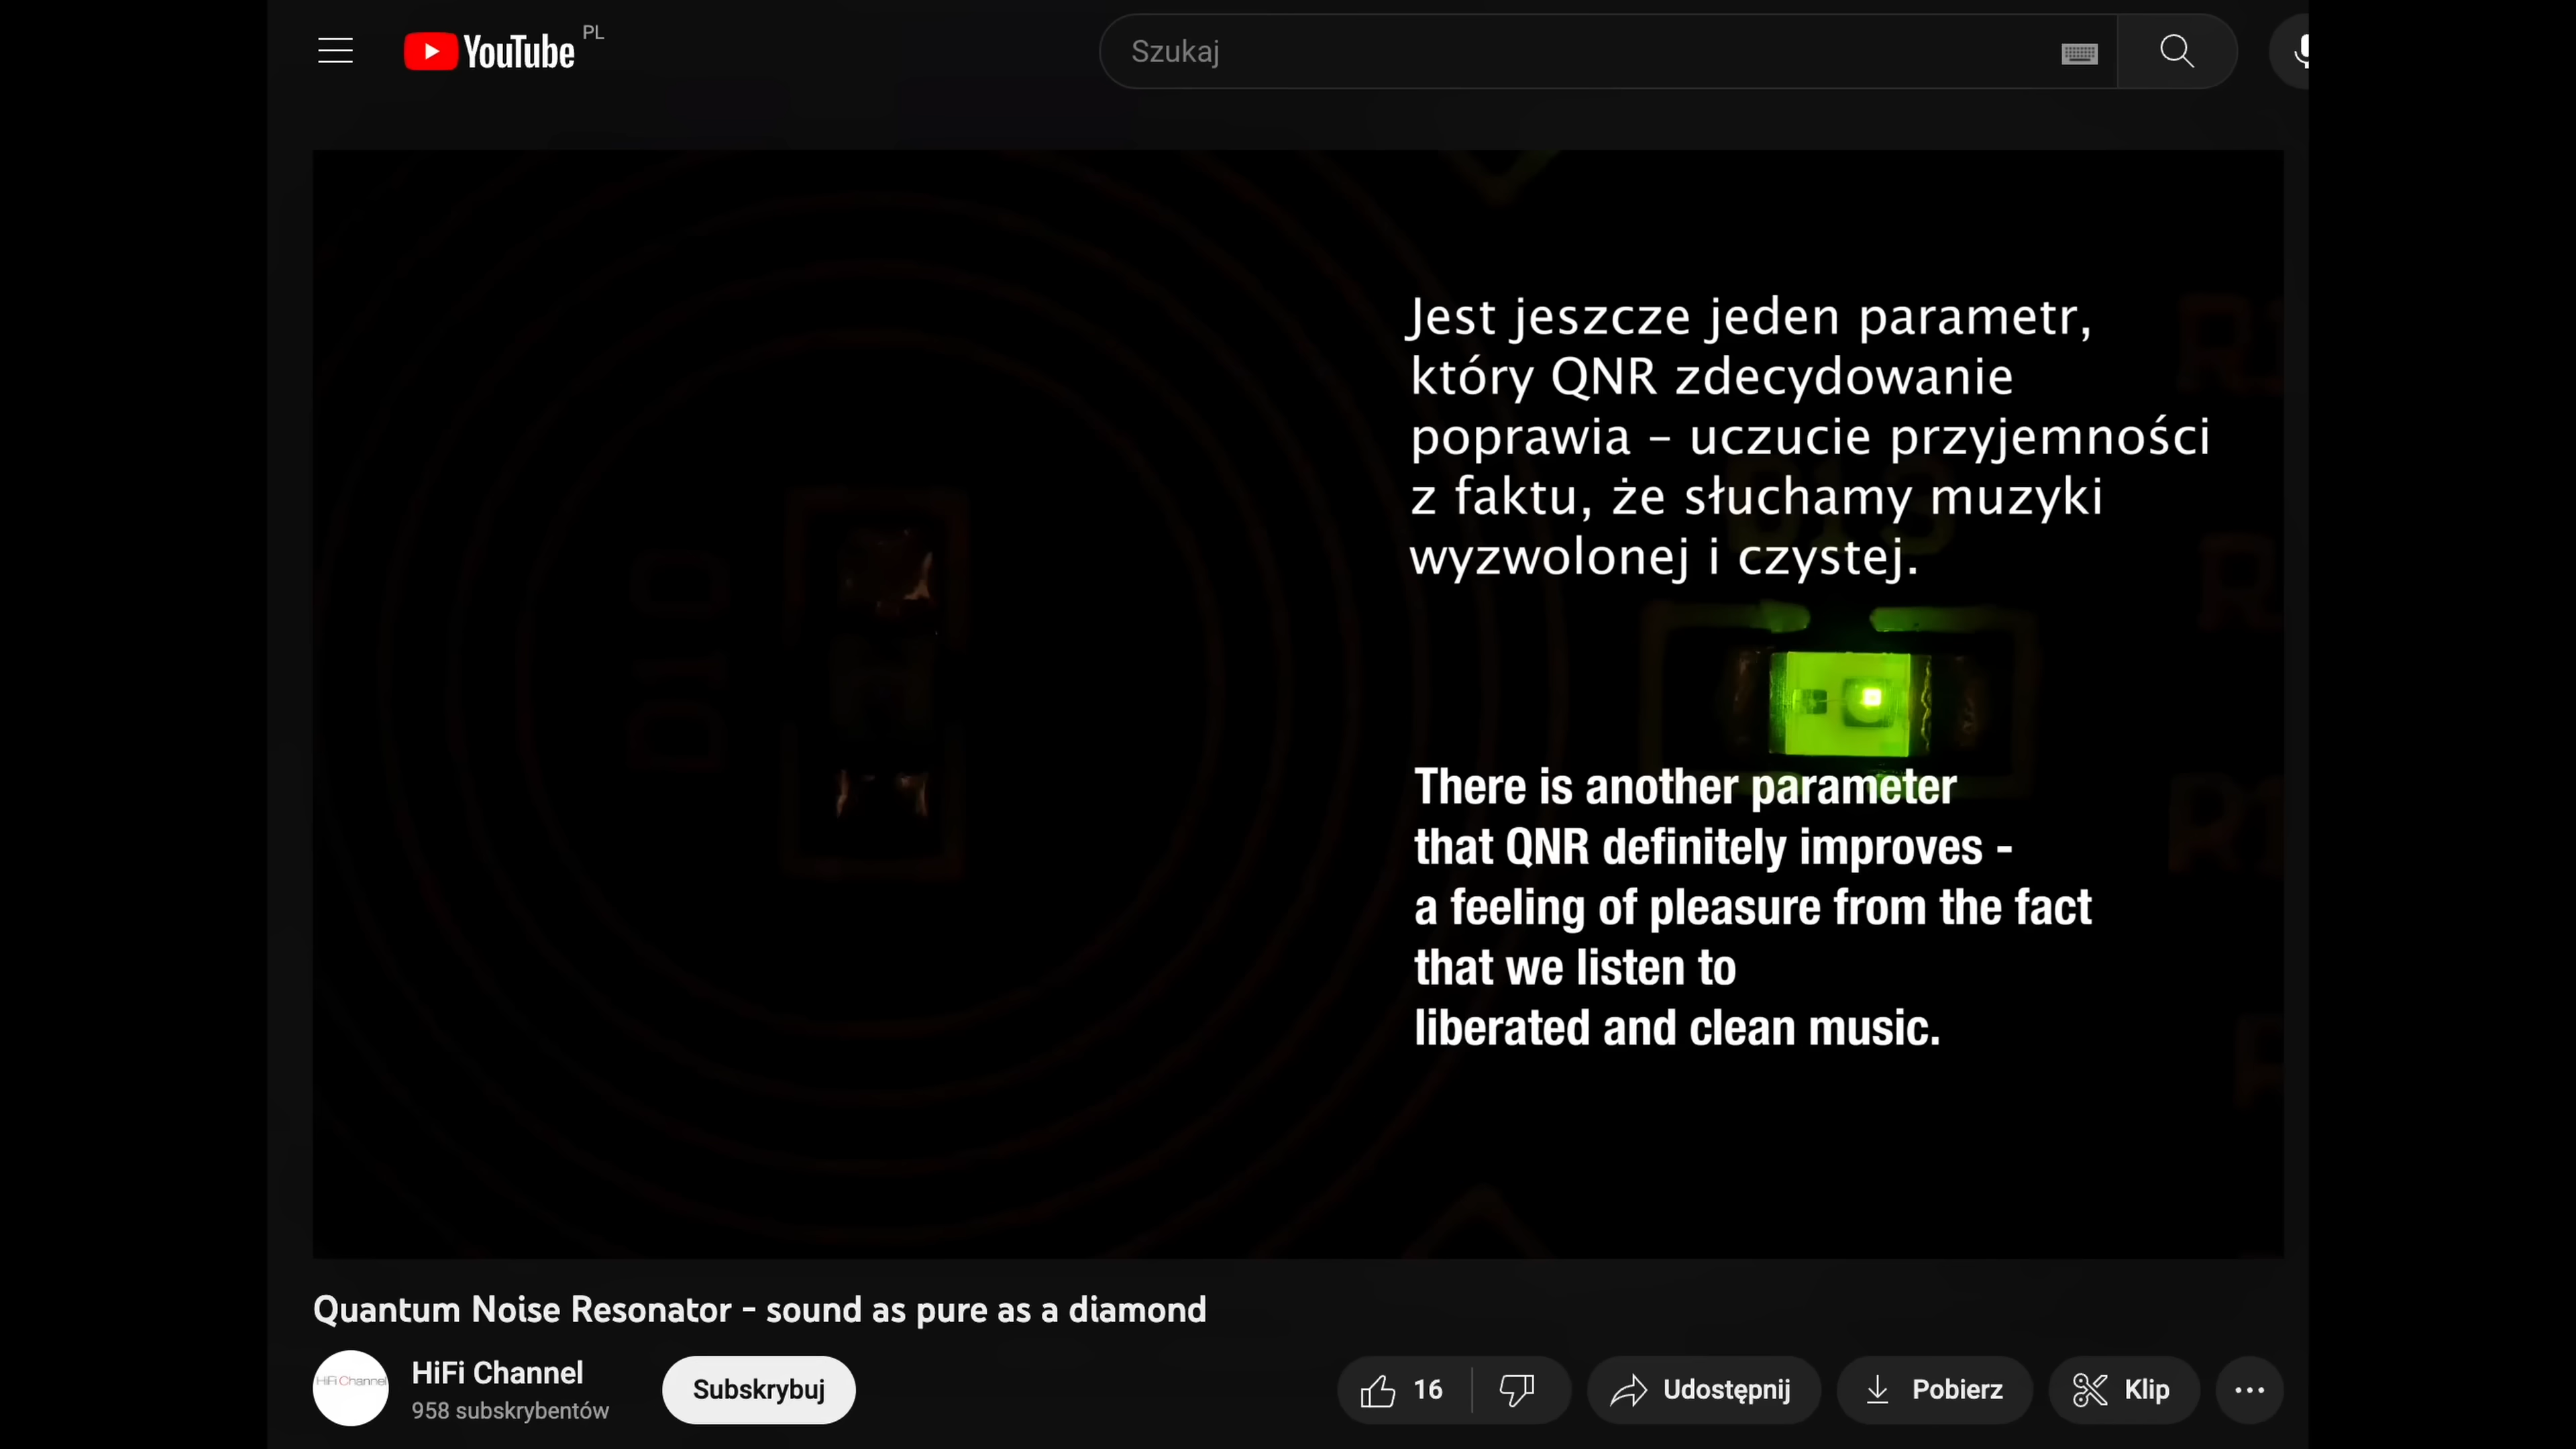 YouTube PL
Szukaj
Jest jeszcze jeden parametr,
który QNR zdecydowanie
poprawia – uczucie przyjemności
z faktu, że słuchamy muzyki
wyzwolonej i czystej.
D10
There is another parameter
that QNR definitely improves -
a feeling of pleasure from the fact
that we listen to
liberated and clean music.
Quantum Noise Resonator - sound as pure as a diamond
HiFi Channel
HiFi Channel
958 subskrybentów
Subskrybuj
16
Udostępnij
Pobierz
Klip